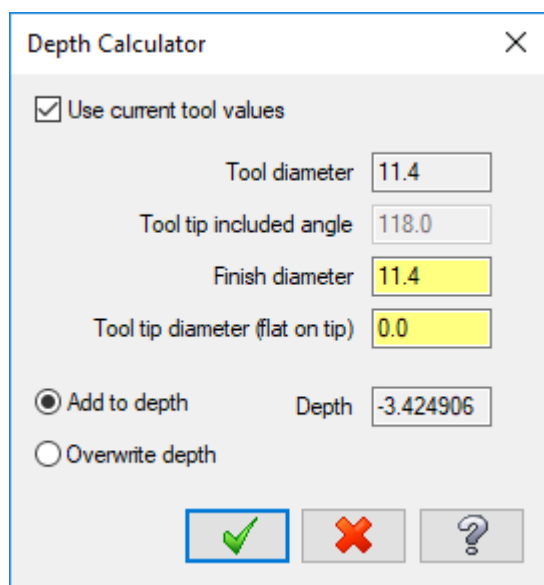 Depth Calculator
Use current tool values
Tool diameter 11.4
Tool tip included angle 118.0
Finish diameter 11.4
Tool tip diameter (flat on tip) 0.0
Add to depth Depth -3.424906
Overwrite depth